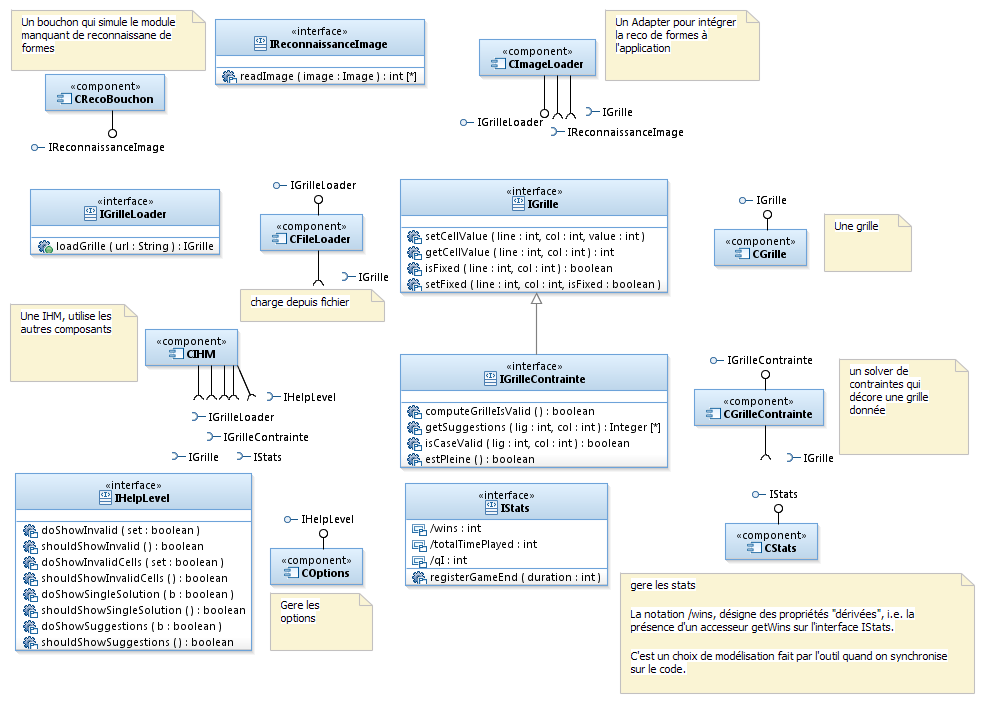 Un bouchon qui simule le module
manquant de reconnaissane de
formes
«interface»
IReconnaissanceImage
readImage ( image : Image ) : int [*]
«component»
CImageLoader
Un Adapter pour intégrer
la reco de formes à
l'application
«component»
CRecoBouchon
IReconnaissanceImage
IGrilleLoader
IGrille
IReconnaissanceImage
«interface»
IGrilleLoader
loadGrille ( url : String ) : IGrille
IGrilleLoader
«component»
CFileLoader
IGrille
charge depuis fichier
«interface»
IGrille
setCellValue ( line : int, col : int, value : int )
getCellValue ( line : int, col : int ) : int
isFixed ( line : int, col : int ) : boolean
setFixed ( line : int, col : int, isFixed : boolean )
IGrille
«component»
CGrille
Une grille
Une IHM, utilise les
autres composants
«component»
CIHM
IHelpLevel
IGrilleLoader
IGrilleContrainte
IGrille
IStats
«interface»
IGrilleContrainte
computeGrilleIsValid ( ) : boolean
getSuggestions ( lig : int, col : int ) : Integer [*]
isCaseValid ( lig : int, col : int ) : boolean
estPleine ( ) : boolean
IGrilleContrainte
«component»
CGrilleContrainte
IGrille
un solver de
contraintes qui
décore une grille
donnée
«interface»
IHelpLevel
doShowInvalid ( set : boolean )
shouldShowInvalid ( ) : boolean
doShowInvalidCells ( set : boolean )
shouldShowInvalidCells ( ) : boolean
doShowSingleSolution ( b : boolean )
shouldShowSingleSolution ( ) : boolean
doShowSuggestions ( b : boolean )
shouldShowSuggestions ( ) : boolean
IHelpLevel
«component»
COptions
Gere les
options
«interface»
IStats
/wins : int
/totalTimePlayed : int
/qI : int
registerGameEnd ( duration : int )
IStats
«component»
CStats
gere les stats
La notation /wins, désigne des propriétés "dérivées", i.e. la
présence d'un accesseur getWins sur l'interface IStats.
C'est un choix de modélisation fait par l'outil quand on synchronise
sur le code.